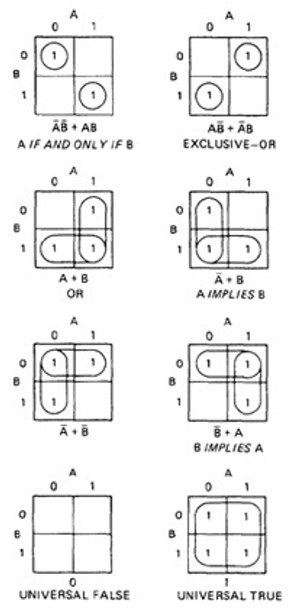 A A
0 1 0 1
0 1 0 1
B B
1 1 1 1
A̅B̅ + AB AB̅ + A̅B
A IF AND ONLY IF B EXCLUSIVE-OR
A A
0 1 0 1
0 1 0 1
B B
1 1 1 1 1 1
A + B A̅ + B
OR A IMPLIES B
A A
0 1 0 1
0 1 1 0 1 1
B B
1 1 1 1
A̅ + B̅ B̅ + A
B IMPLIES A
A A
0 1 0 1
0 0 1 1
B B
1 1 1 1
0 1
UNIVERSAL FALSE UNIVERSAL TRUE